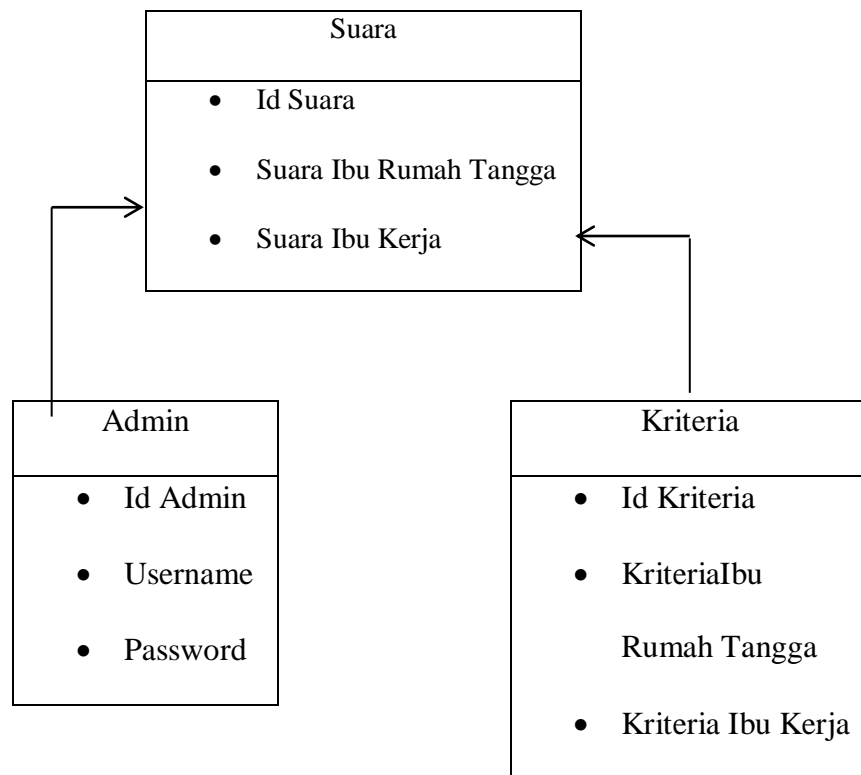 Suara
• Id Suara
• Suara Ibu Rumah Tangga
• Suara Ibu Kerja
Admin
• Id Admin
• Username
• Password
Kriteria
• Id Kriteria
• KriteriaIbu
Rumah Tangga
• Kriteria Ibu Kerja